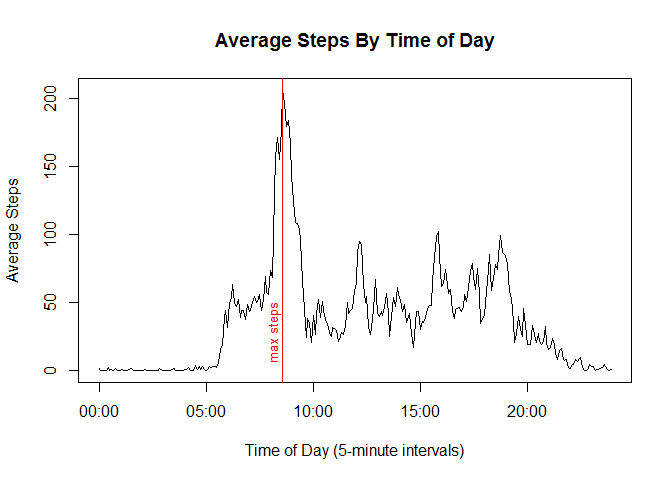 Average Steps By Time of Day
Average Steps
200
150
100
50
0
max steps
00:00
05:00
10:00
15:00
20:00
Time of Day (5-minute intervals)